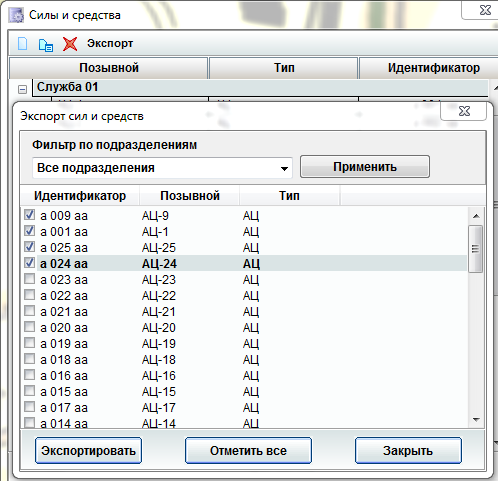 Силы и средства
Экспорт
Позывной Тип Идентификатор
Служба 01
Экспорт сил и средств
Фильтр по подразделениям
Все подразделения Применить
Идентификатор Позывной Тип
а 009 аа АЦ-9 АЦ
а 001 аа АЦ-1 АЦ
а 025 аа АЦ-25 АЦ
а 024 аа АЦ-24 АЦ
а 023 аа АЦ-23 АЦ
а 022 аа АЦ-22 АЦ
а 021 аа АЦ-21 АЦ
а 020 аа АЦ-20 АЦ
а 019 аа АЦ-19 АЦ
а 018 аа АЦ-18 АЦ
а 016 аа АЦ-16 АЦ
а 015 аа АЦ-15 АЦ
а 017 аа АЦ-17 АЦ
а 014 аа АЦ-14 АЦ
Экспортировать Отметить все Закрыть